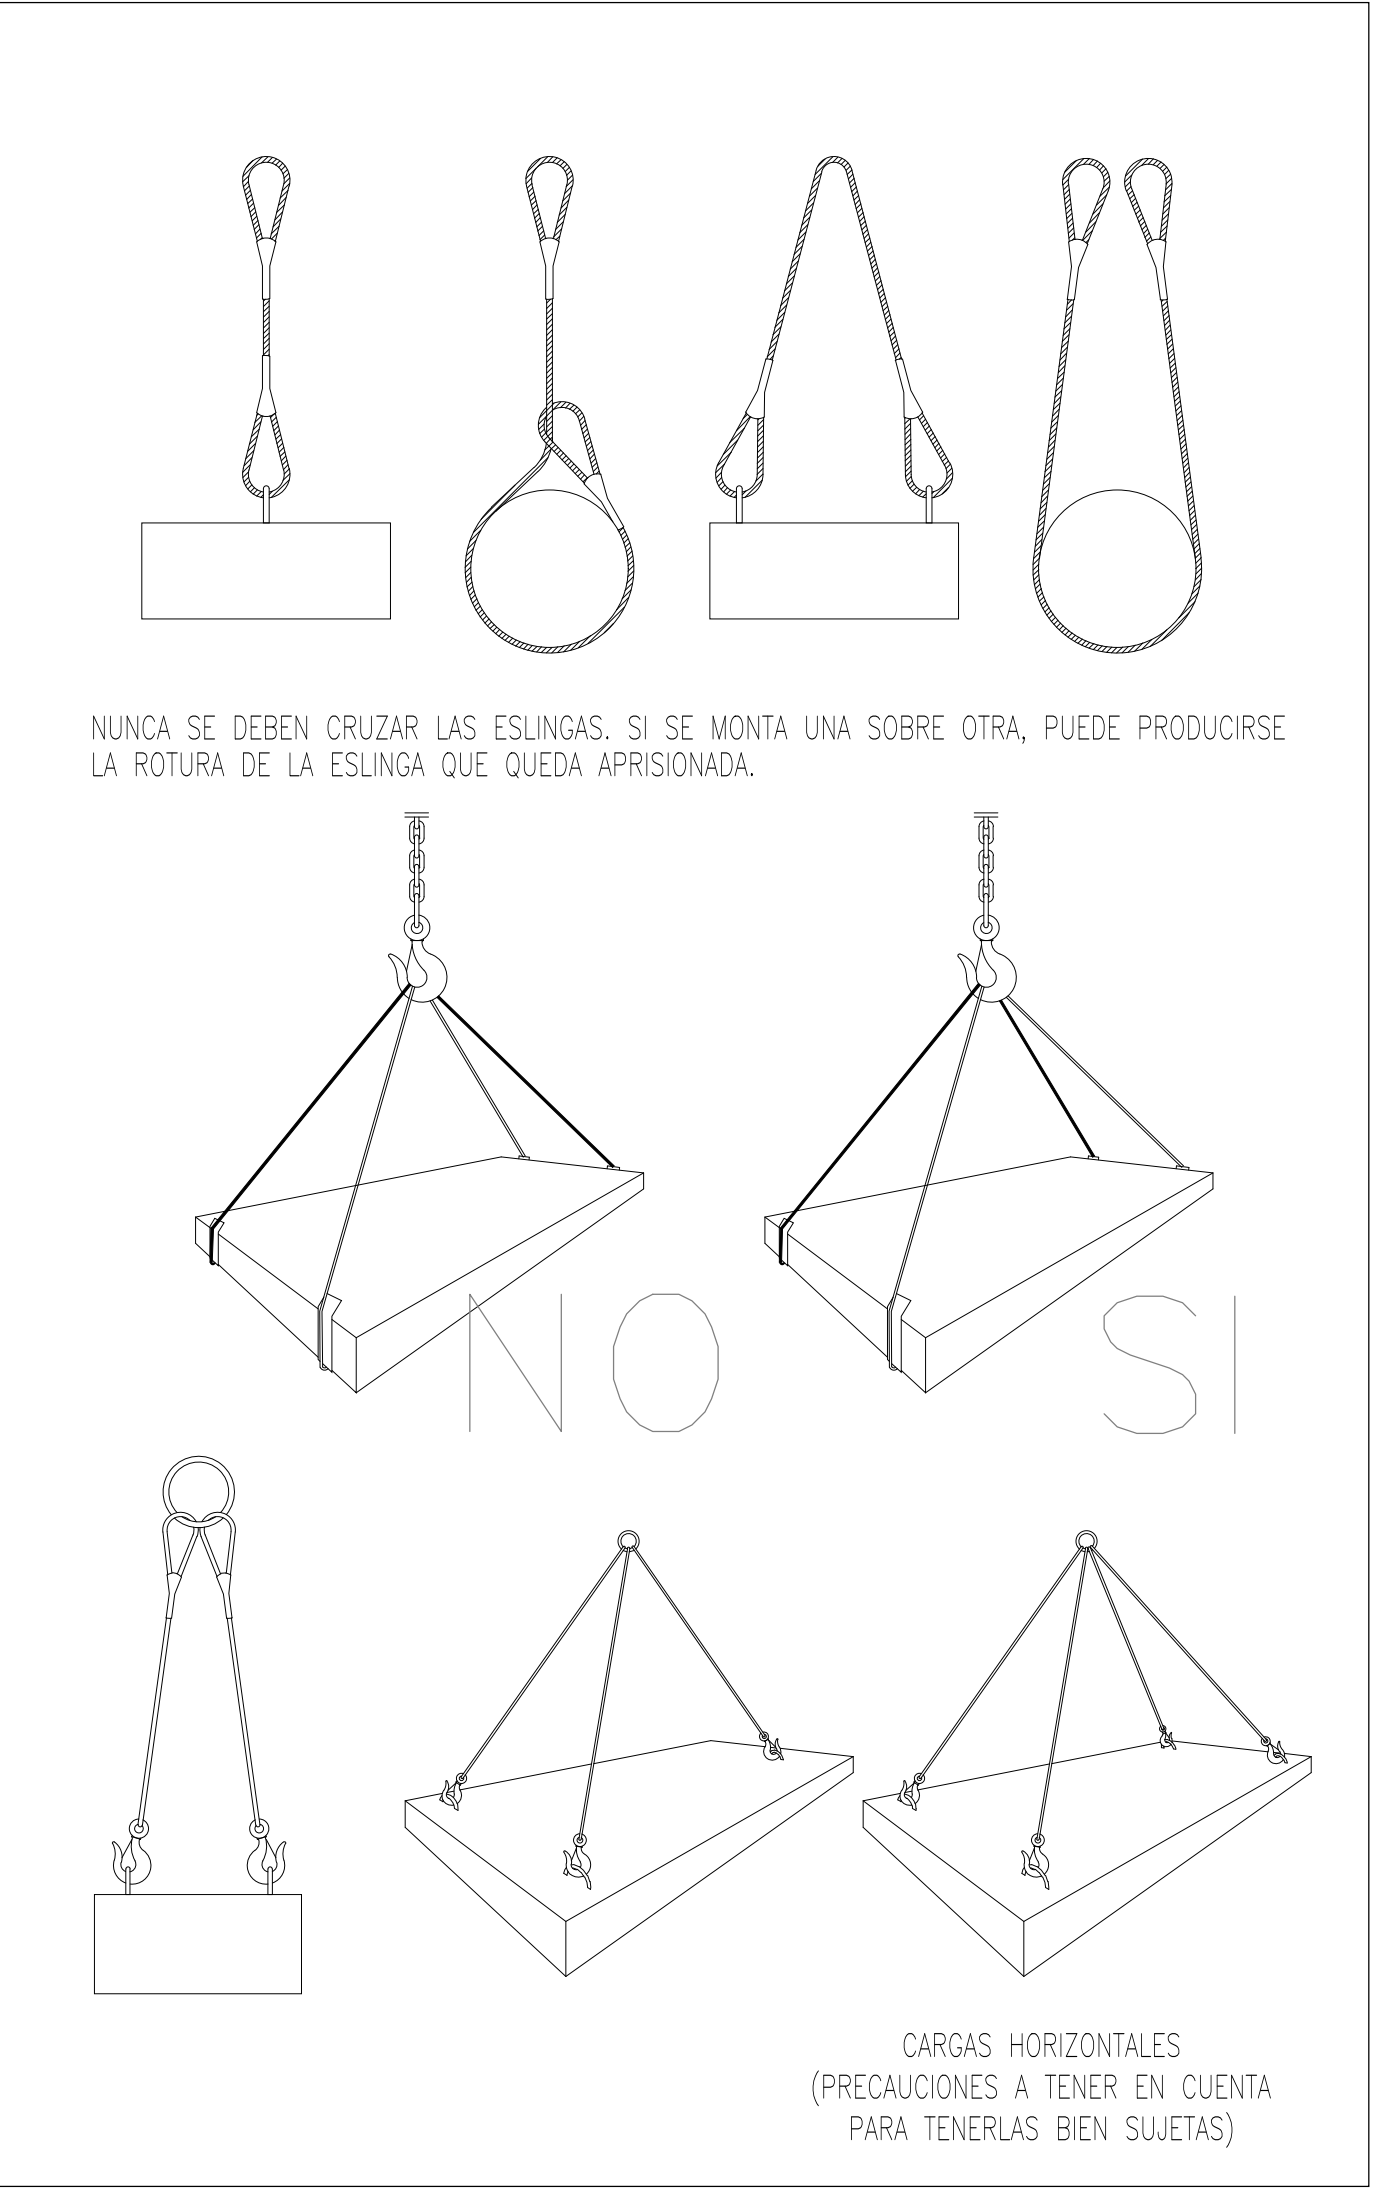 NUNCA SE DEBEN CRUZAR LAS ESLINGAS. SI SE MONTA UNA SOBRE OTRA, PUEDE PRODUCIRSE
LA ROTURA DE LA ESLINGA QUE QUEDA APRISIONADA.
NO
SI
CARGAS HORIZONTALES
(PRECAUCIONES A TENER EN CUENTA
PARA TENERLAS BIEN SUJETAS)